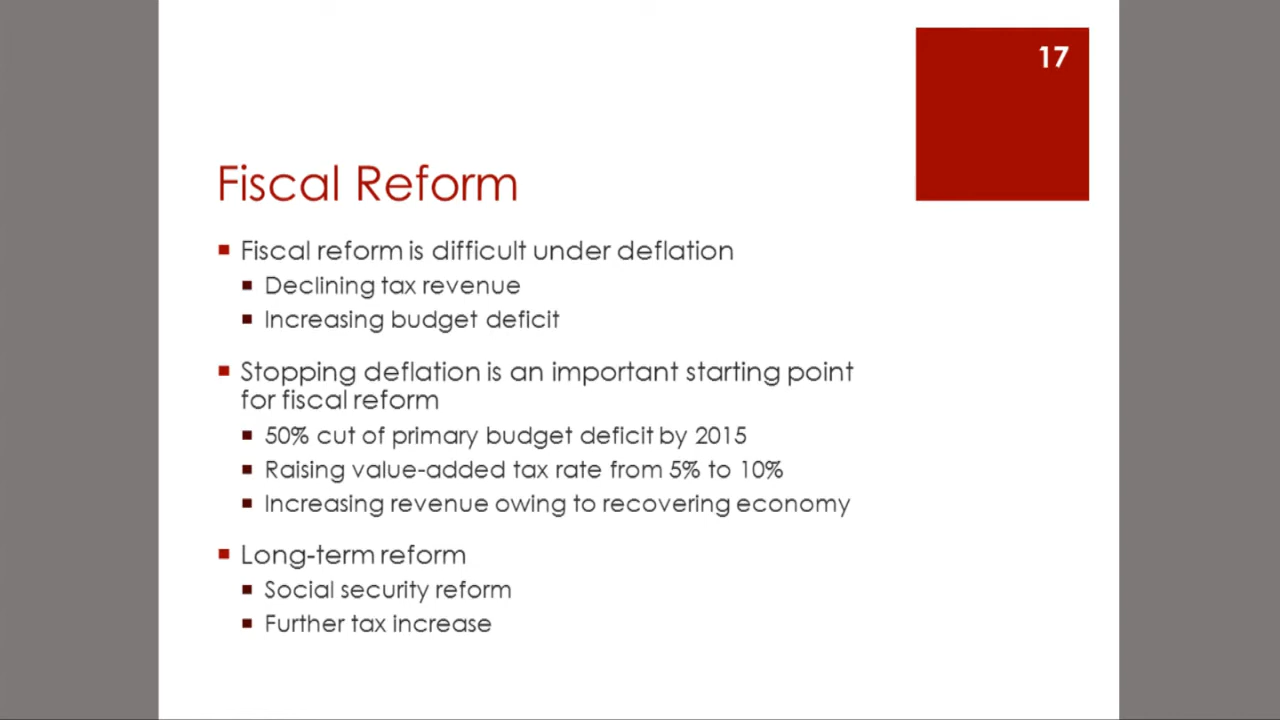 17
Fiscal Reform
Fiscal reform is difficult under deflation
Declining tax revenue
Increasing budget deficit
Stopping deflation is an important starting point
for fiscal reform
50% cut of primary budget deficit by 2015
Raising value-added tax rate from 5% to 10%
Increasing revenue owing to recovering economy
Long-term reform
Social security reform
Further tax increase